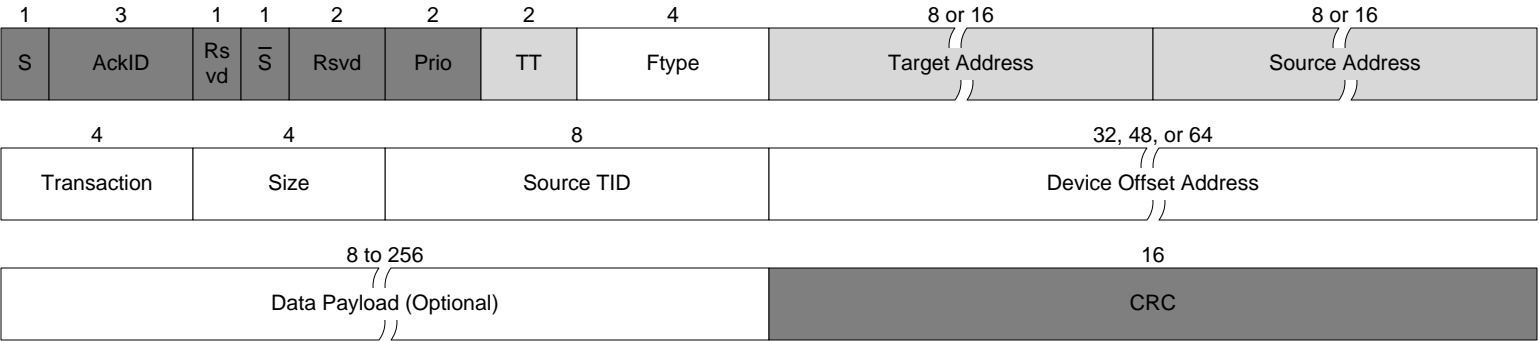 1 3 1 1 2 2 2 4 8 or 16 8 or 16
S AckID Rsvd S̅ Rsvd Prio TT Ftype Target Address Source Address
4 4 8 32, 48, or 64
Transaction Size Source TID Device Offset Address
8 to 256 16
Data Payload (Optional) CRC